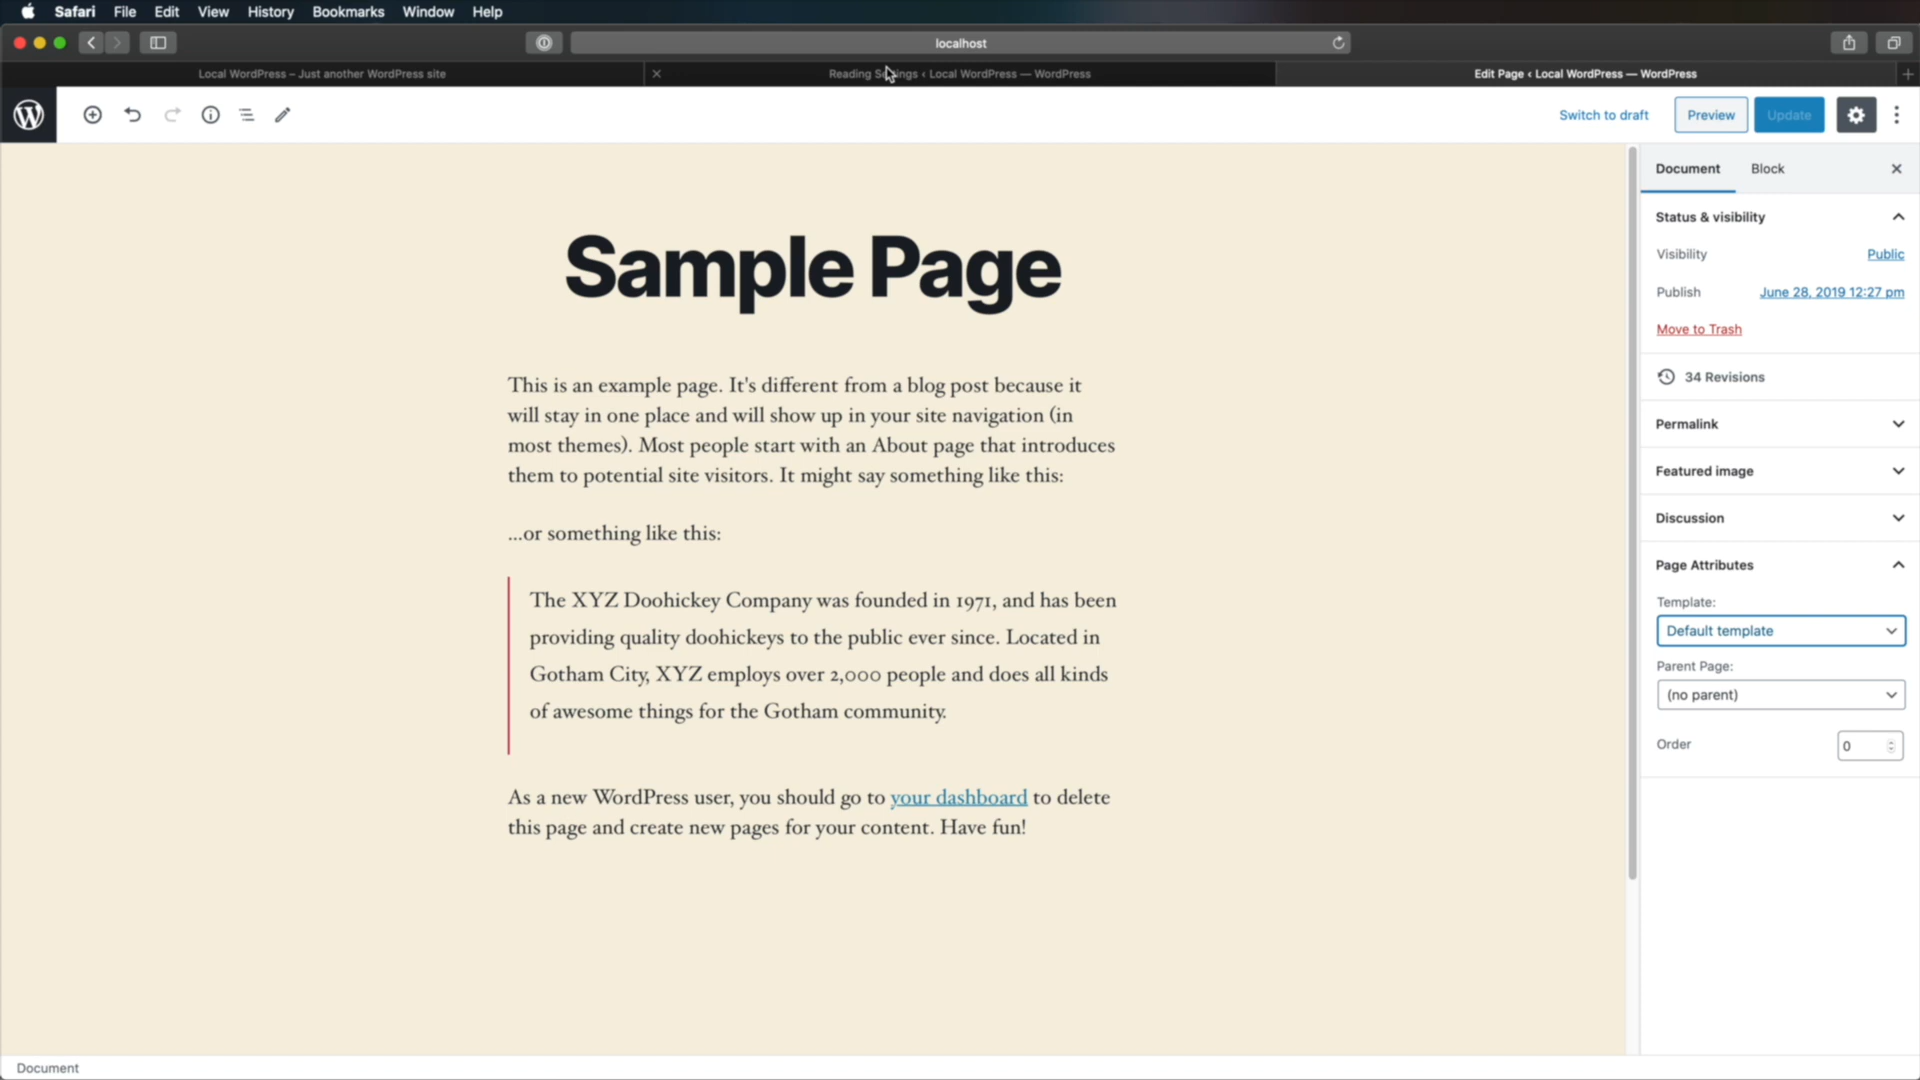 Safari File Edit View History Bookmarks Window Help
localhost
Local WordPress – Just another WordPress site
Reading Settings ‹ Local WordPress — WordPress
Edit Page ‹ Local WordPress — WordPress
Switch to draft
Preview
Update
Document
Block
Status & visibility
Visibility
Public
Publish
June 28, 2019 12:27 pm
Move to Trash
34 Revisions
Permalink
Featured image
Discussion
Page Attributes
Template:
Default template
Parent Page:
(no parent)
Order
0
Sample Page
This is an example page. It's different from a blog post because it
will stay in one place and will show up in your site navigation (in
most themes). Most people start with an About page that introduces
them to potential site visitors. It might say something like this:
...or something like this:
The XYZ Doohickey Company was founded in 1971, and has been
providing quality doohickeys to the public ever since. Located in
Gotham City, XYZ employs over 2,000 people and does all kinds
of awesome things for the Gotham community.
As a new WordPress user, you should go to your dashboard to delete
this page and create new pages for your content. Have fun!
Document